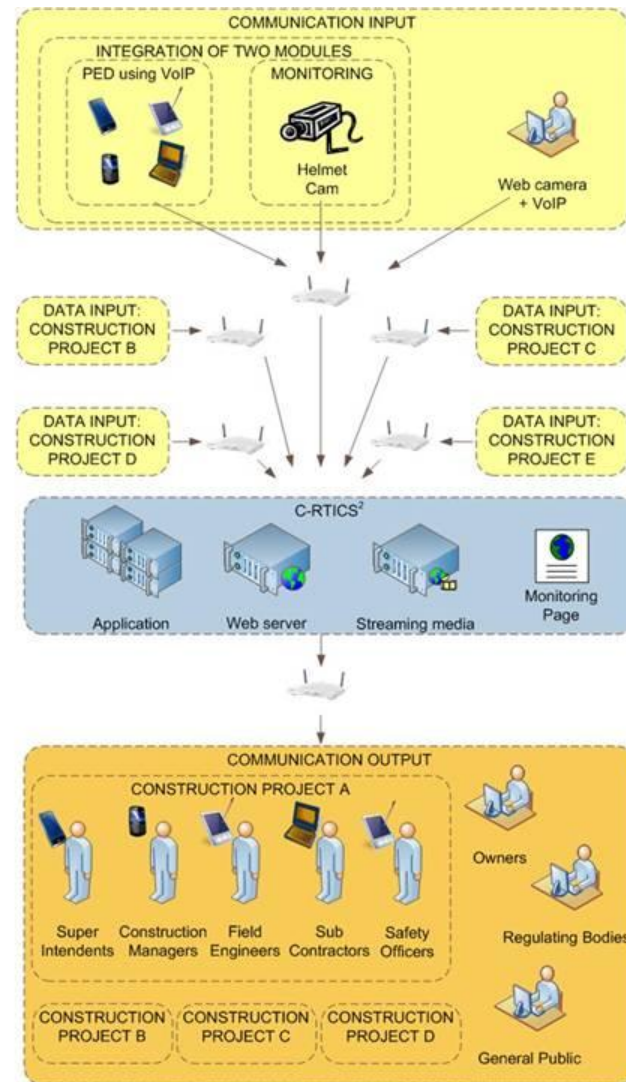 COMMUNICATION INPUT
INTEGRATION OF TWO MODULES
PED using VoIP
MONITORING
Helmet
Cam
Web camera
+ VoIP
DATA INPUT:
CONSTRUCTION
PROJECT B
DATA INPUT:
CONSTRUCTION
PROJECT C
DATA INPUT:
CONSTRUCTION
PROJECT D
DATA INPUT:
CONSTRUCTION
PROJECT E
C-RTICS²
Application
Web server
Streaming media
Monitoring
Page
COMMUNICATION OUTPUT
CONSTRUCTION PROJECT A
Super
Intendents
Construction
Managers
Field
Engineers
Sub
Contractors
Safety
Officers
Owners
Regulating Bodies
General Public
CONSTRUCTION
PROJECT B
CONSTRUCTION
PROJECT C
CONSTRUCTION
PROJECT D